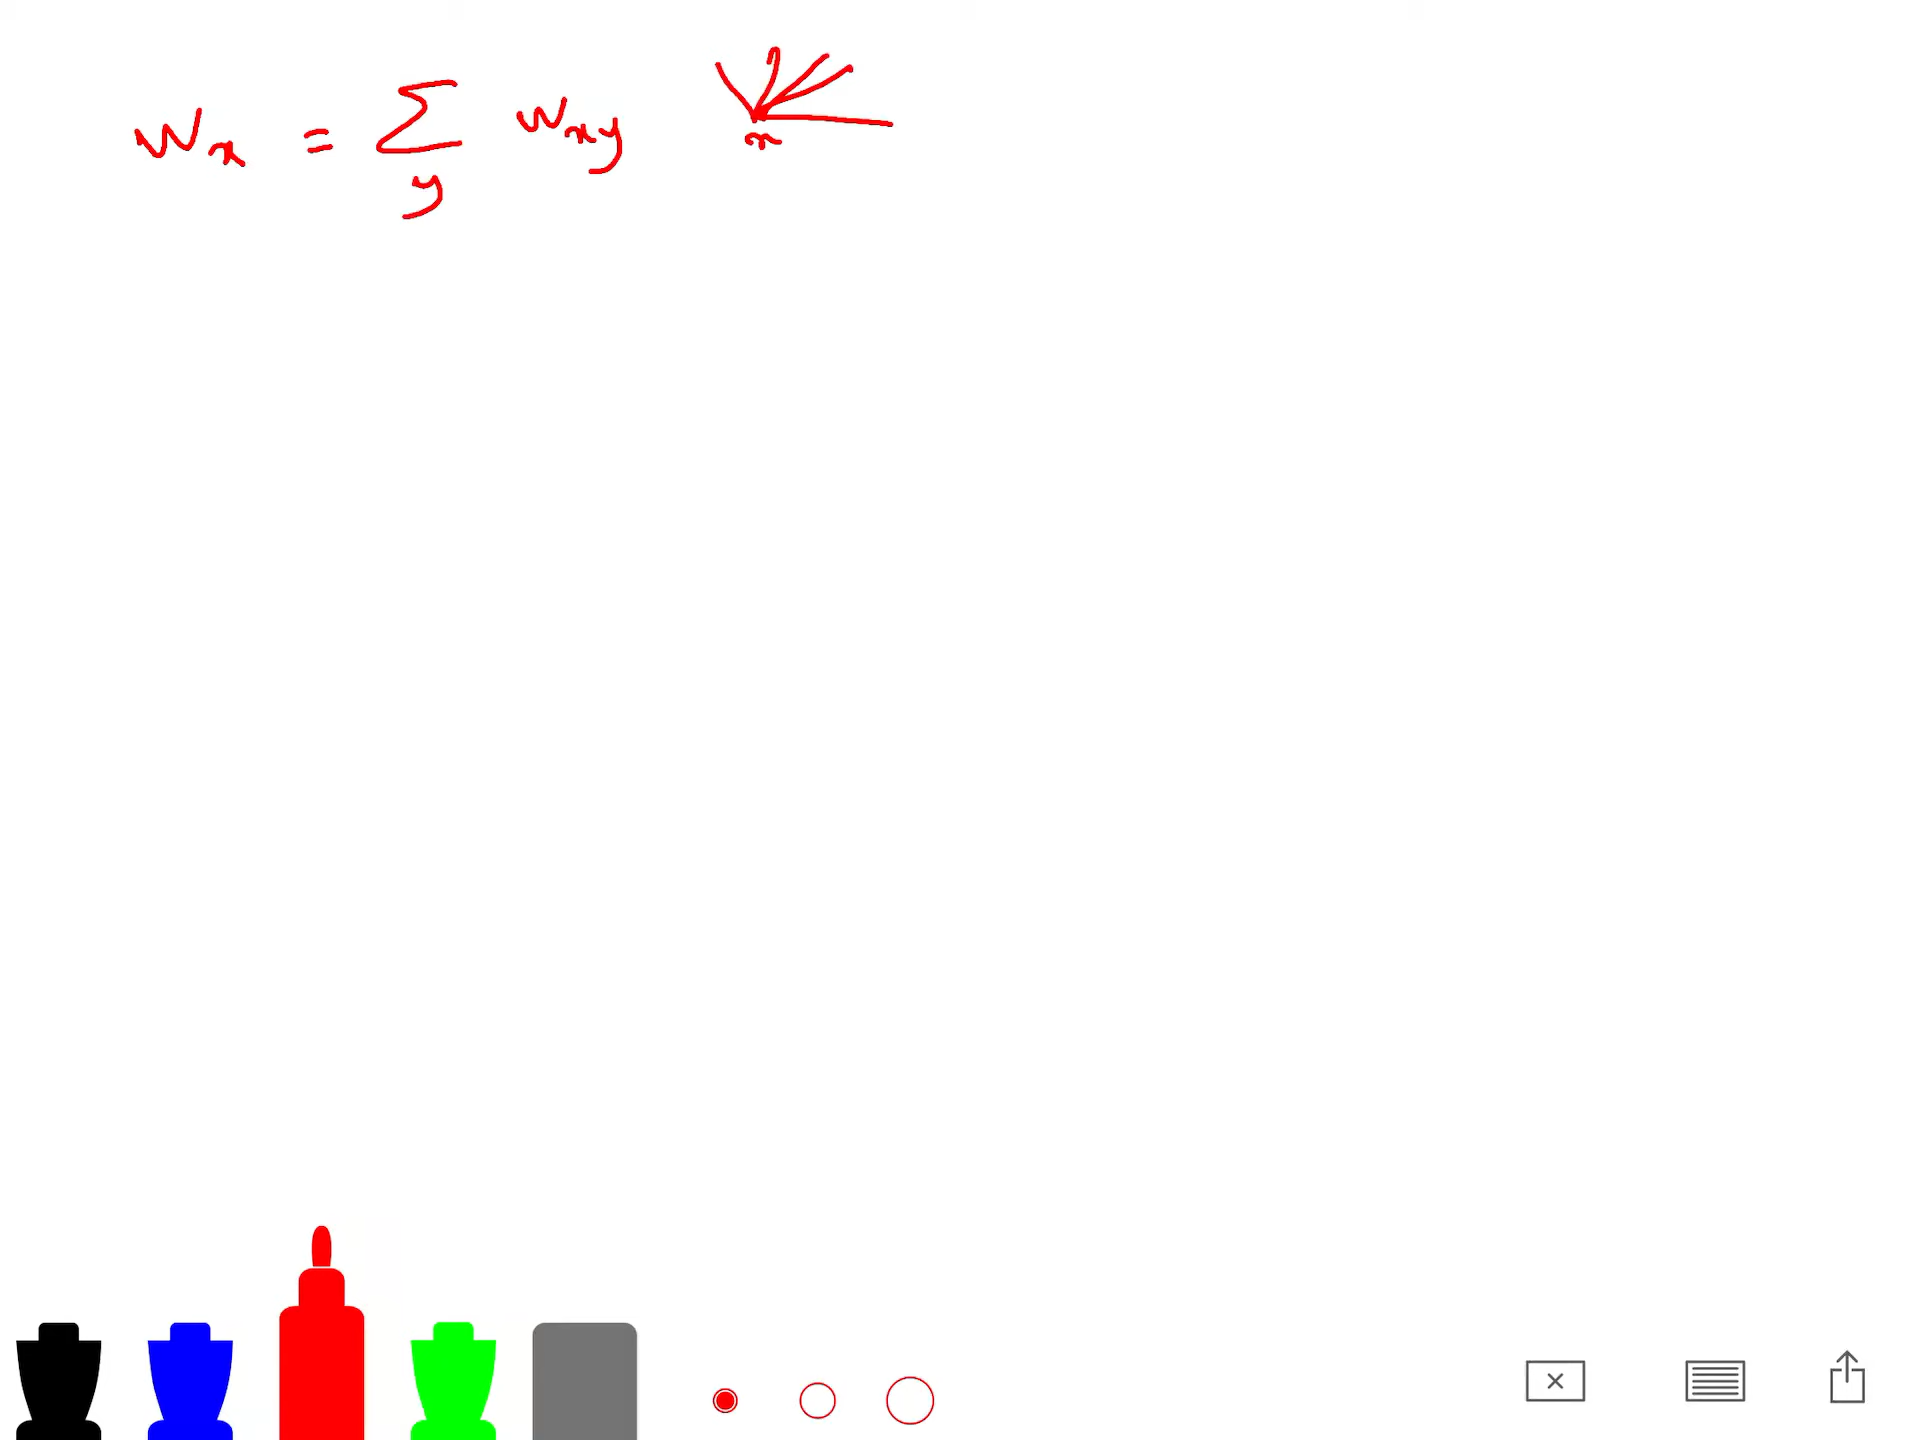 w_x = Σ_y w_xy
x